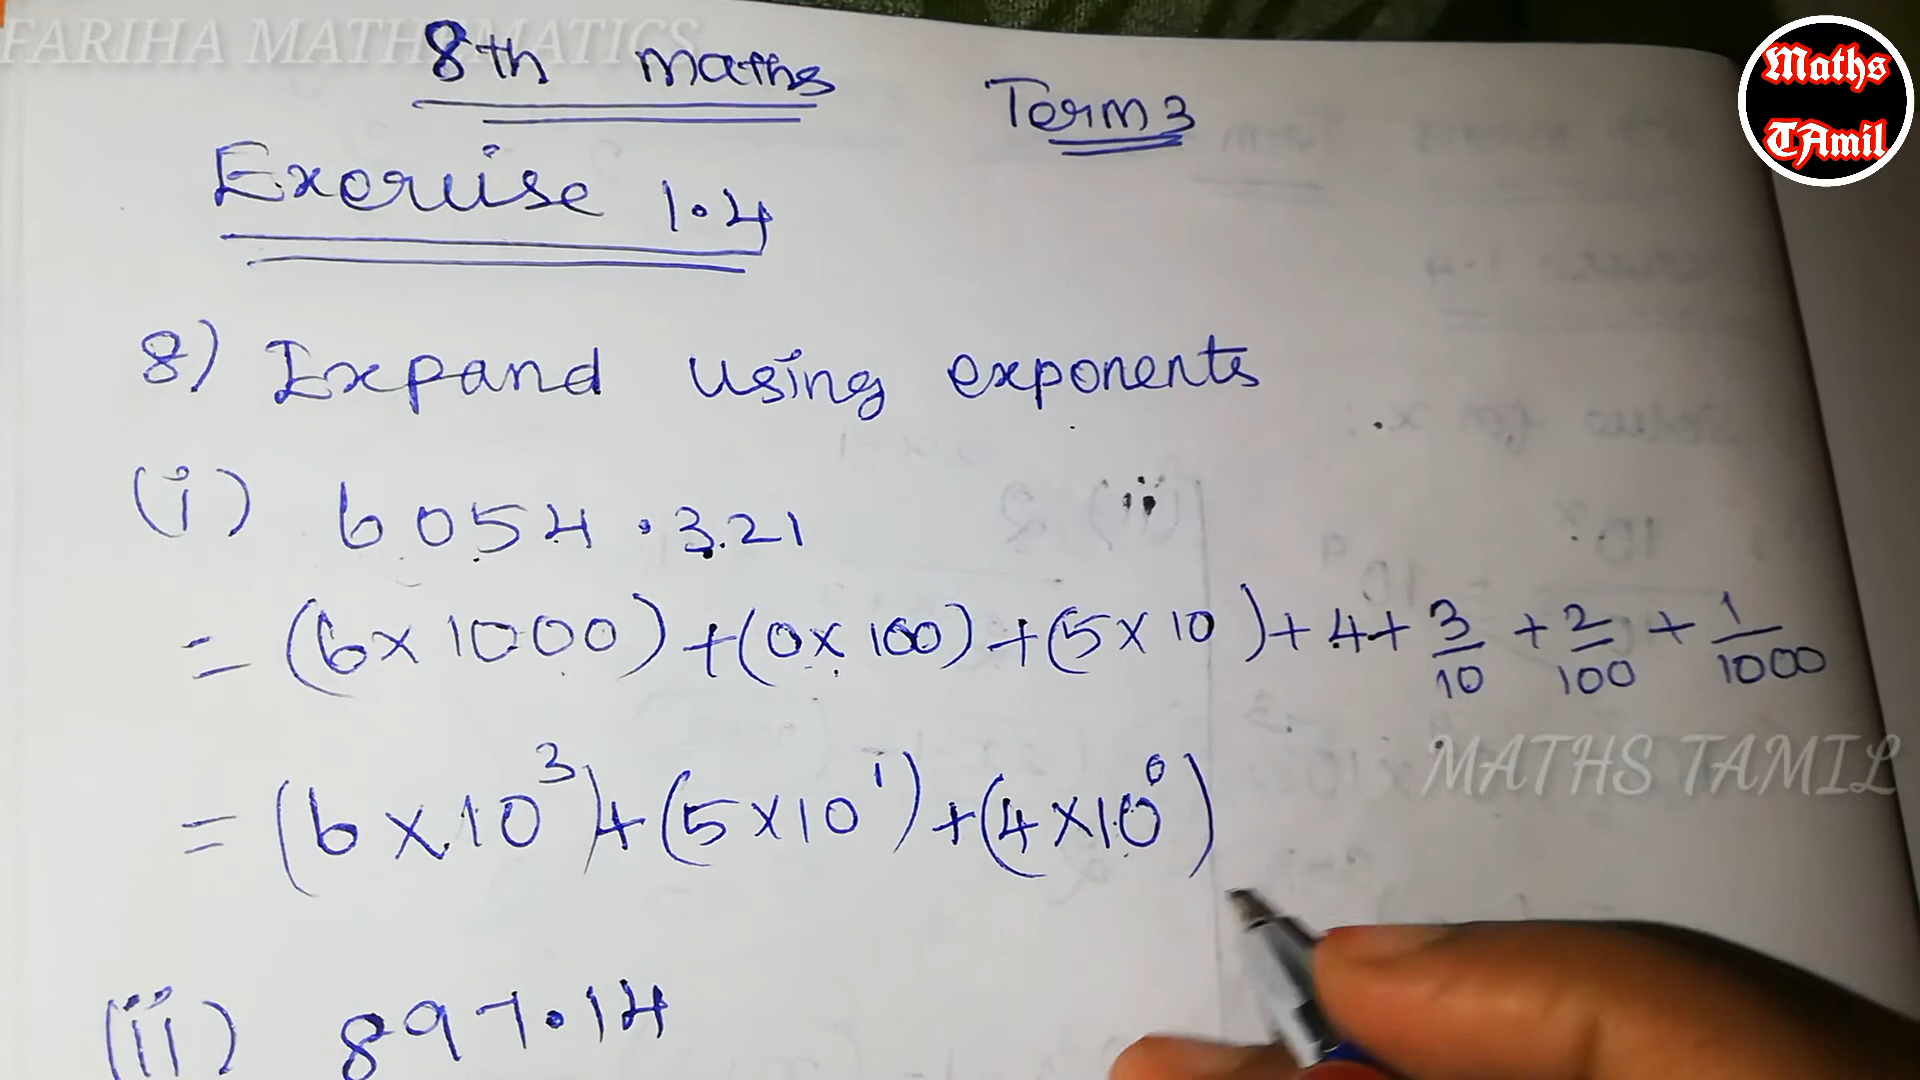 FARIHA MATHEMATICS
8th maths
Term 3
Maths
TAmil
Exercise 1.4
8) Expand using exponents
(i) 6054.321
= (6×1000)+(0×100)+(5×10)+4+3/10+2/100+1/1000
MATHS TAMIL
= (6×10³)+(5×10¹)+(4×10⁰)
(ii) 897.14